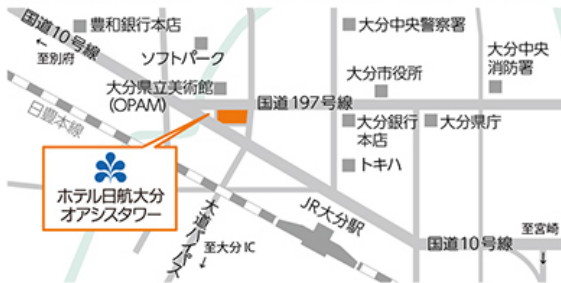 国道10号線
豊和銀行本店
大分中央警察署
ソフトパーク
←
至別府
大分中央
消防署
大分市役所
大分県立美術館
(OPAM)
国道197号線
日豊本線
大分銀行
本店
大分県庁
トキハ
ホテル日航大分
オアシスタワー
大道バイパス
JR大分駅
至大分IC
↓
国道10号線
至宮崎
↓